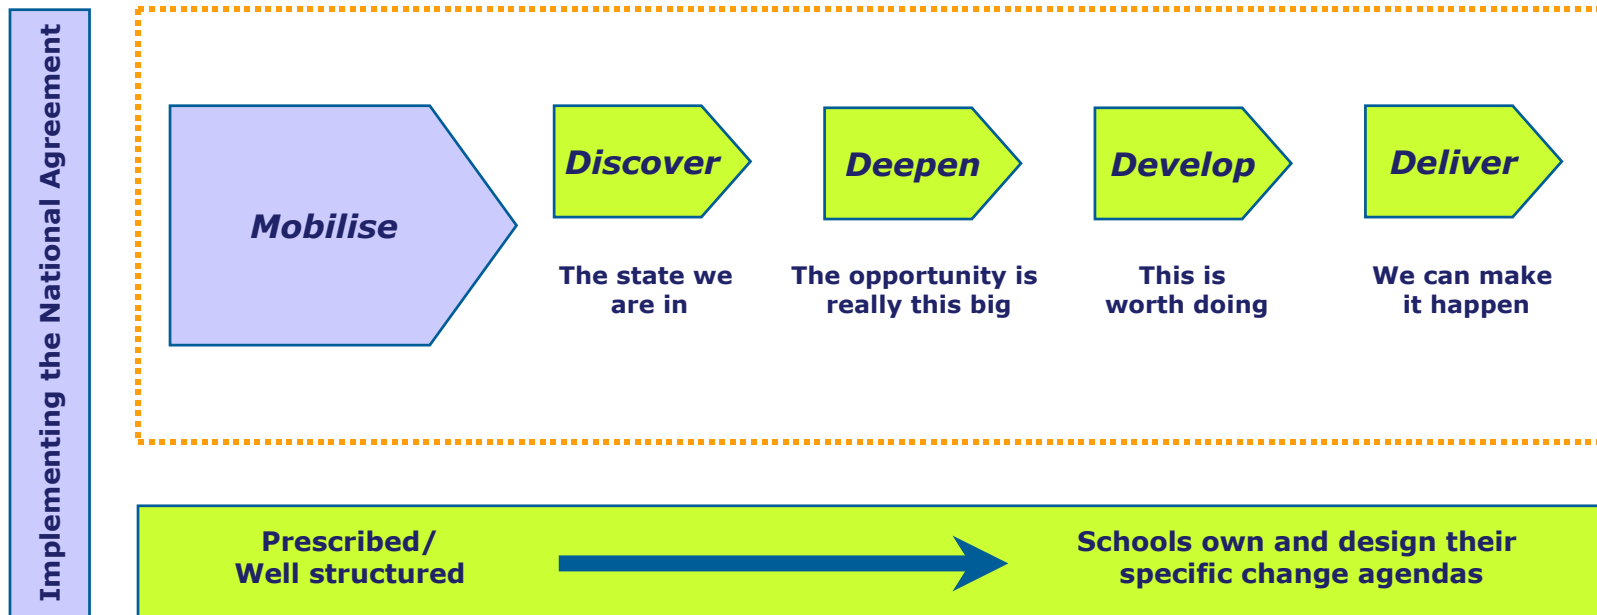 Implementing the National Agreement
Mobilise
Discover
Deepen
Develop
Deliver
The state we
are in
The opportunity is
really this big
This is
worth doing
We can make
it happen
Prescribed/
Well structured
Schools own and design their
specific change agendas